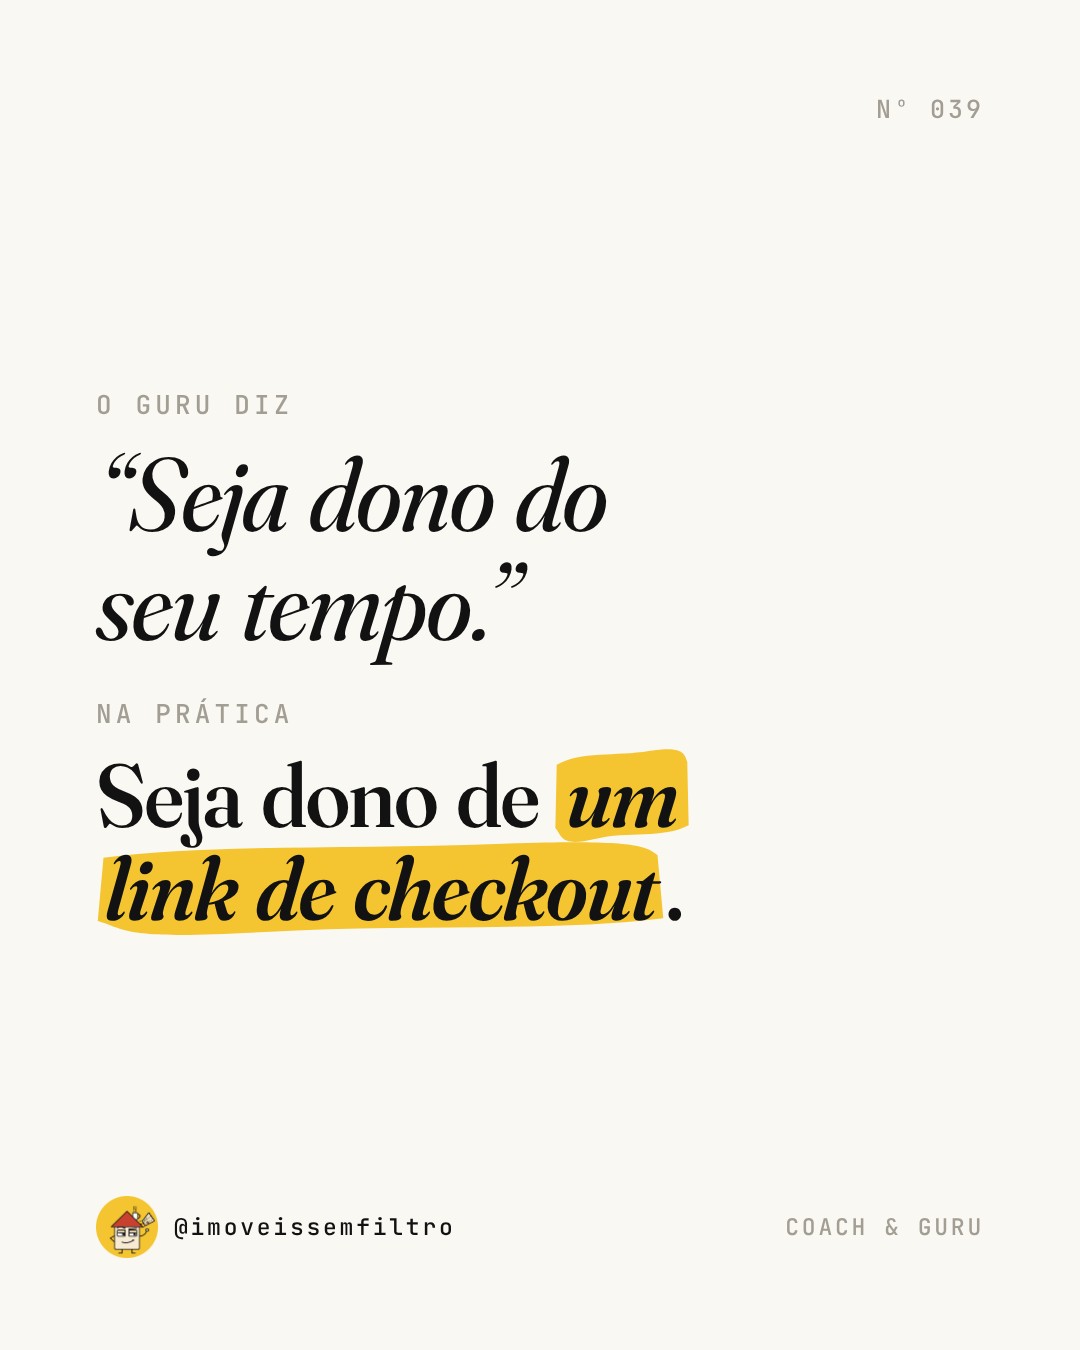 Nº 039
O GURU DIZ
“Seja dono do
seu tempo.”
NA PRÁTICA
Seja dono de um
link de checkout.
@imoveissemfiltro
COACH & GURU